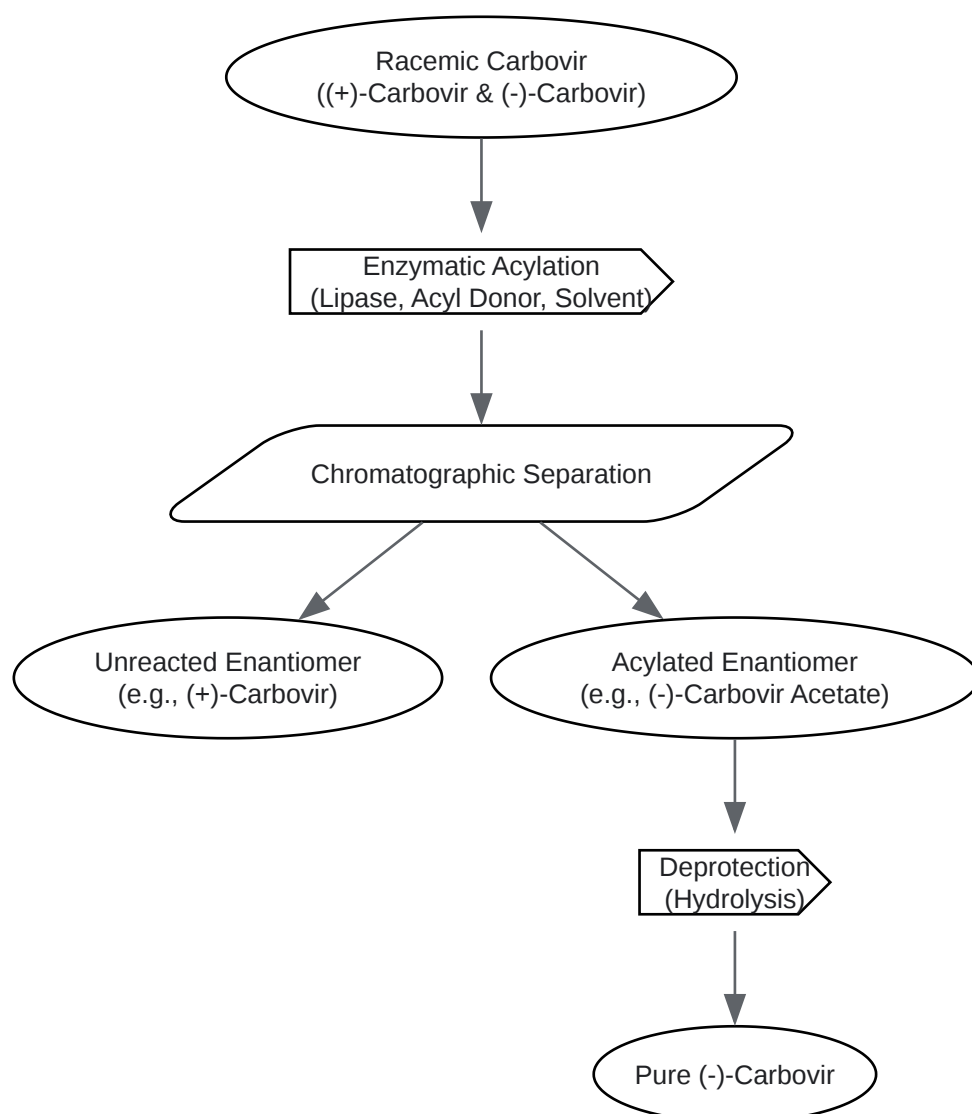 Racemic Carbovir
((+)-Carbovir & (-)-Carbovir)
Enzymatic Acylation
(Lipase, Acyl Donor, Solvent)
Chromatographic Separation
Unreacted Enantiomer
(e.g., (+)-Carbovir)
Acylated Enantiomer
(e.g., (-)-Carbovir Acetate)
Deprotection
(Hydrolysis)
Pure (-)-Carbovir